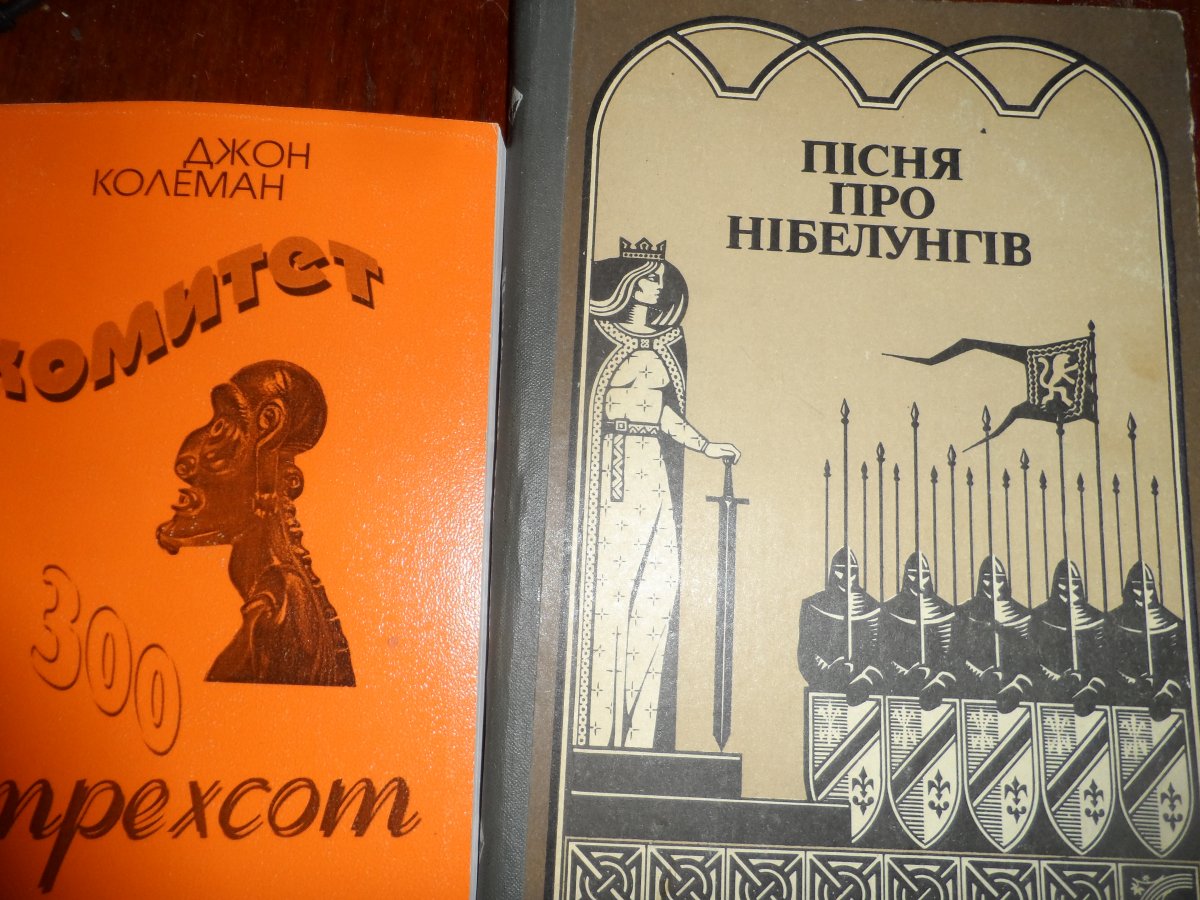 ДЖОН
КОЛЕМАН
комитет
300
трехсот
ПІСНЯ
ПРО
НІБЕЛУНГІВ